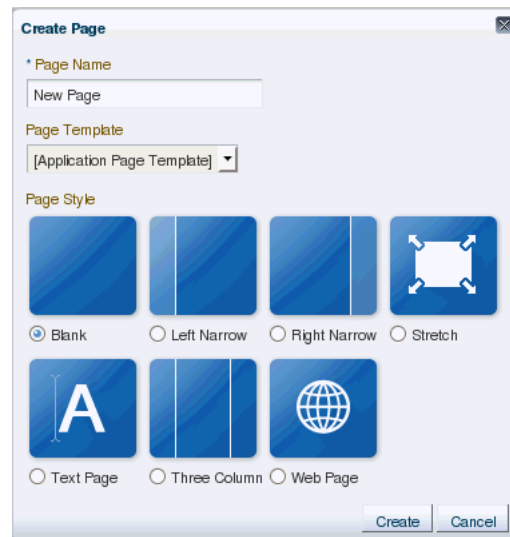 Create Page
* Page Name
New Page
Page Template
[Application Page Template]
Page Style
Blank
Left Narrow
Right Narrow
Stretch
A
Text Page
Three Column
Web Page
Create
Cancel